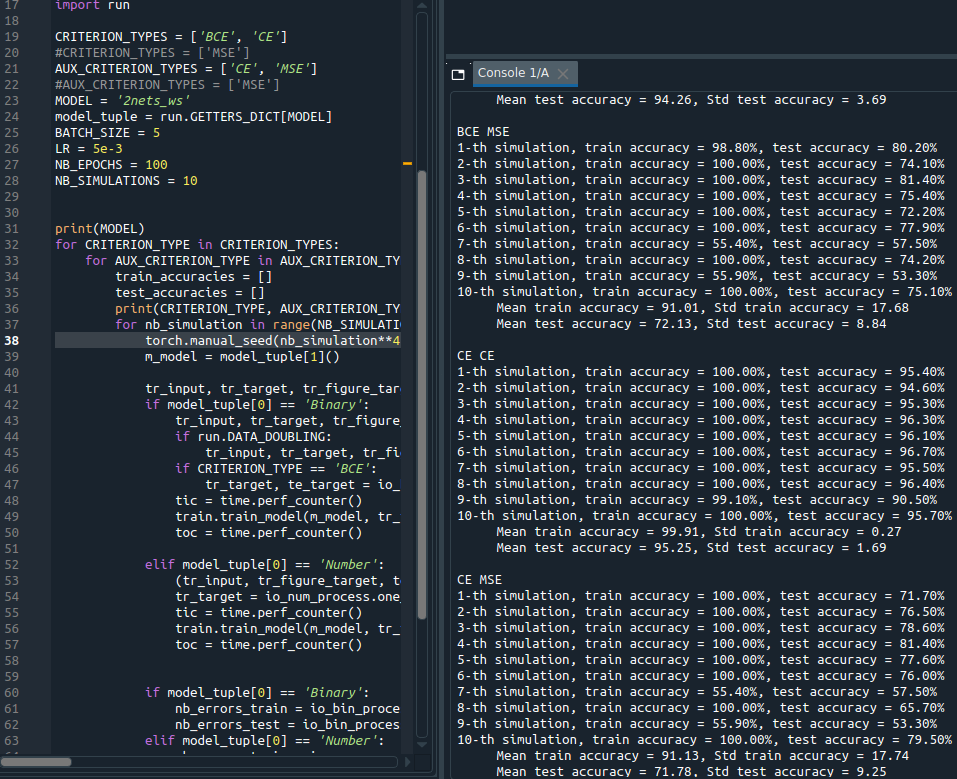 17 import run
18
19 CRITERION_TYPES = ['BCE', 'CE']
20 #CRITERION_TYPES = ['MSE']
21 AUX_CRITERION_TYPES = ['CE', 'MSE']
22 #AUX_CRITERION_TYPES = ['MSE']
23 MODEL = '2nets_ws'
24 model_tuple = run.GETTERS_DICT[MODEL]
25 BATCH_SIZE = 5
26 LR = 5e-3
27 NB_EPOCHS = 100
28 NB_SIMULATIONS = 10
29
30
31 print(MODEL)
32 for CRITERION_TYPE in CRITERION_TYPES:
33 for AUX_CRITERION_TYPE in AUX_CRITERION_TY
34 train_accuracies = []
35 test_accuracies = []
36 print(CRITERION_TYPE, AUX_CRITERION_TY
37 for nb_simulation in range(NB_SIMULATI
38 torch.manual_seed(nb_simulation**4
39 m_model = model_tuple[1]()
40
41 tr_input, tr_target, tr_figure_tar
42 if model_tuple[0] == 'Binary':
43 tr_input, tr_target, tr_figure_
44 if run.DATA_DOUBLING:
45 tr_input, tr_target, tr_fi
46 if CRITERION_TYPE == 'BCE':
47 tr_target, te_target = io_
48 tic = time.perf_counter()
49 train.train_model(m_model, tr_
50 toc = time.perf_counter()
51
52 elif model_tuple[0] == 'Number':
53 (tr_input, tr_figure_target, t
54 tr_target = io_num_process.one_
55 tic = time.perf_counter()
56 train.train_model(m_model, tr_
57 toc = time.perf_counter()
58
59
60 if model_tuple[0] == 'Binary':
61 nb_errors_train = io_bin_proce
62 nb_errors_test = io_bin_proces
63 elif model_tuple[0] == 'Number':
Console 1/A
Mean test accuracy = 94.26, Std test accuracy = 3.69
BCE MSE
1-th simulation, train accuracy = 98.80%, test accuracy = 80.20%
2-th simulation, train accuracy = 100.00%, test accuracy = 74.10%
3-th simulation, train accuracy = 100.00%, test accuracy = 81.40%
4-th simulation, train accuracy = 100.00%, test accuracy = 75.40%
5-th simulation, train accuracy = 100.00%, test accuracy = 72.20%
6-th simulation, train accuracy = 100.00%, test accuracy = 77.90%
7-th simulation, train accuracy = 55.40%, test accuracy = 57.50%
8-th simulation, train accuracy = 100.00%, test accuracy = 74.20%
9-th simulation, train accuracy = 55.90%, test accuracy = 53.30%
10-th simulation, train accuracy = 100.00%, test accuracy = 75.10%
Mean train accuracy = 91.01, Std train accuracy = 17.68
Mean test accuracy = 72.13, Std test accuracy = 8.84
CE CE
1-th simulation, train accuracy = 100.00%, test accuracy = 95.40%
2-th simulation, train accuracy = 100.00%, test accuracy = 94.60%
3-th simulation, train accuracy = 100.00%, test accuracy = 95.30%
4-th simulation, train accuracy = 100.00%, test accuracy = 96.30%
5-th simulation, train accuracy = 100.00%, test accuracy = 96.10%
6-th simulation, train accuracy = 100.00%, test accuracy = 96.70%
7-th simulation, train accuracy = 100.00%, test accuracy = 95.50%
8-th simulation, train accuracy = 100.00%, test accuracy = 96.40%
9-th simulation, train accuracy = 99.10%, test accuracy = 90.50%
10-th simulation, train accuracy = 100.00%, test accuracy = 95.70%
Mean train accuracy = 99.91, Std train accuracy = 0.27
Mean test accuracy = 95.25, Std test accuracy = 1.69
CE MSE
1-th simulation, train accuracy = 100.00%, test accuracy = 71.70%
2-th simulation, train accuracy = 100.00%, test accuracy = 76.50%
3-th simulation, train accuracy = 100.00%, test accuracy = 78.60%
4-th simulation, train accuracy = 100.00%, test accuracy = 81.40%
5-th simulation, train accuracy = 100.00%, test accuracy = 77.60%
6-th simulation, train accuracy = 100.00%, test accuracy = 76.00%
7-th simulation, train accuracy = 55.40%, test accuracy = 57.50%
8-th simulation, train accuracy = 100.00%, test accuracy = 65.70%
9-th simulation, train accuracy = 55.90%, test accuracy = 53.30%
10-th simulation, train accuracy = 100.00%, test accuracy = 79.50%
Mean train accuracy = 91.13, Std train accuracy = 17.74
Mean test accuracy = 71.78, Std test accuracy = 9.25